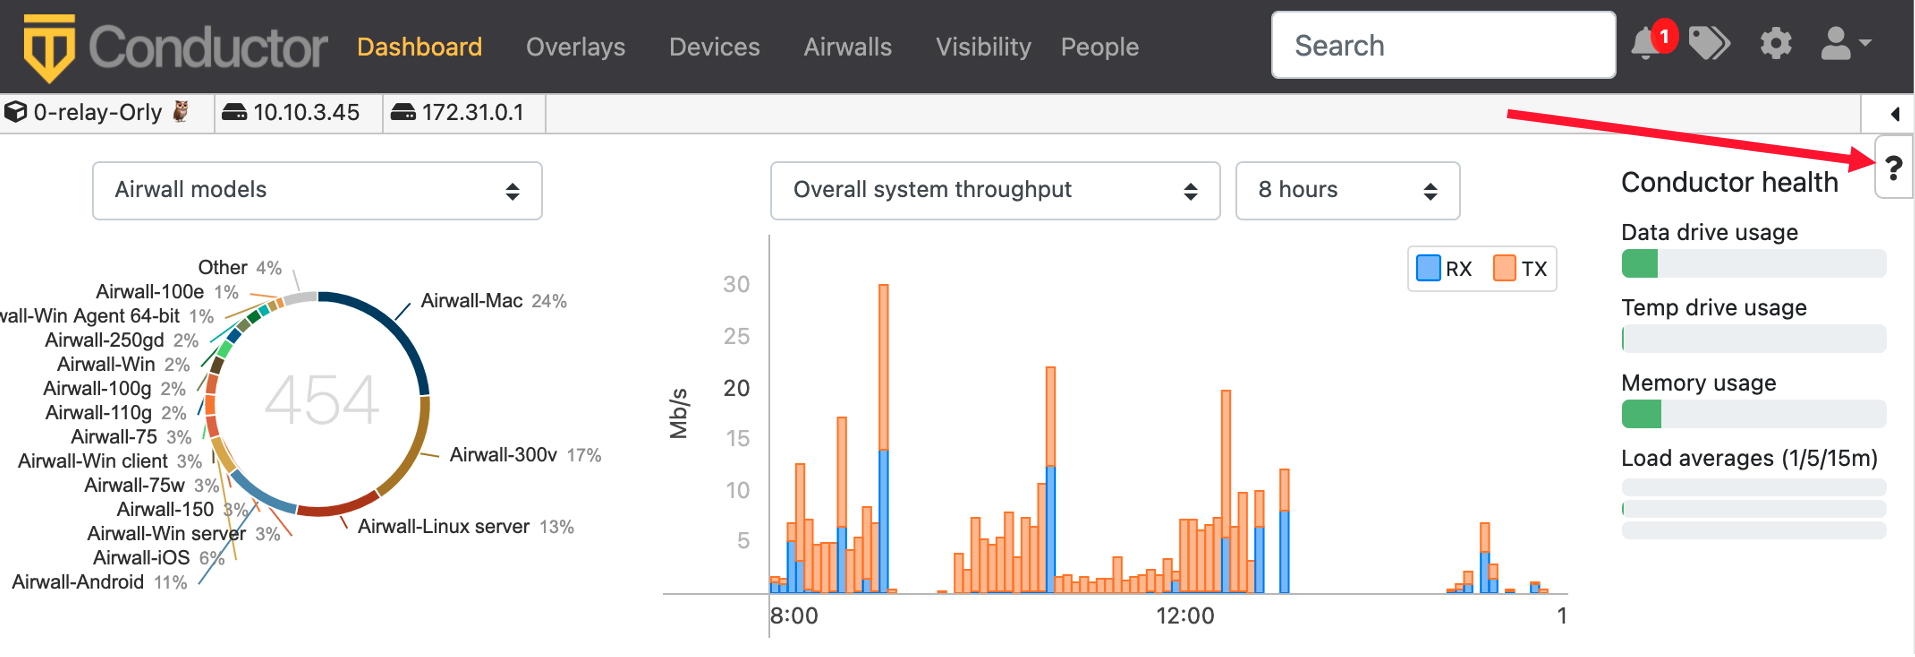 Conductor Dashboard Overlays Devices Airwalls Visibility People Search 1
0-relay-Orly 10.10.3.45 172.31.0.1
?
Airwall models
Overall system throughput
8 hours
Other 4%
Airwall-100e 1%
wall-Win Agent 64-bit 1%
Airwall-250gd 2%
Airwall-Win 2%
Airwall-100g 2%
Airwall-110g 2%
Airwall-75 3%
Airwall-Win client 3%
Airwall-75w 3%
Airwall-150 3%
Airwall-Win server 3%
Airwall-iOS 6%
Airwall-Android 11%
454
Airwall-Mac 24%
Airwall-300v 17%
Airwall-Linux server 13%
Mb/s
30
25
20
15
10
5
RX TX
8:00 12:00 1
Conductor health
Data drive usage
Temp drive usage
Memory usage
Load averages (1/5/15m)